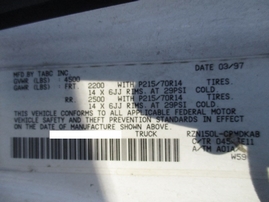 DATE 03/97
MFD BY TABC INC.
GVWR (LBS) - 4500
GAWR (LBS) - FRT. 2200 WITH P215/70R14 TIRES.
14 X 6JJ RIMS AT 29PSI COLD
RR. 2500 WITH P215/70R14 TIRES.
14 X 6JJ RIMS AT 29PSI COLD
THIS VEHICLE CONFORMS TO ALL APPLICABLE FEDERAL MOTOR
VEHICLE SAFETY AND THEFT PREVENTION STANDARDS IN EFFECT
ON THE DATE OF MANUFACTURE SHOWN ABOVE.
TRUCK RZN150L-CRMDKAB
C/TR 045
A/TM